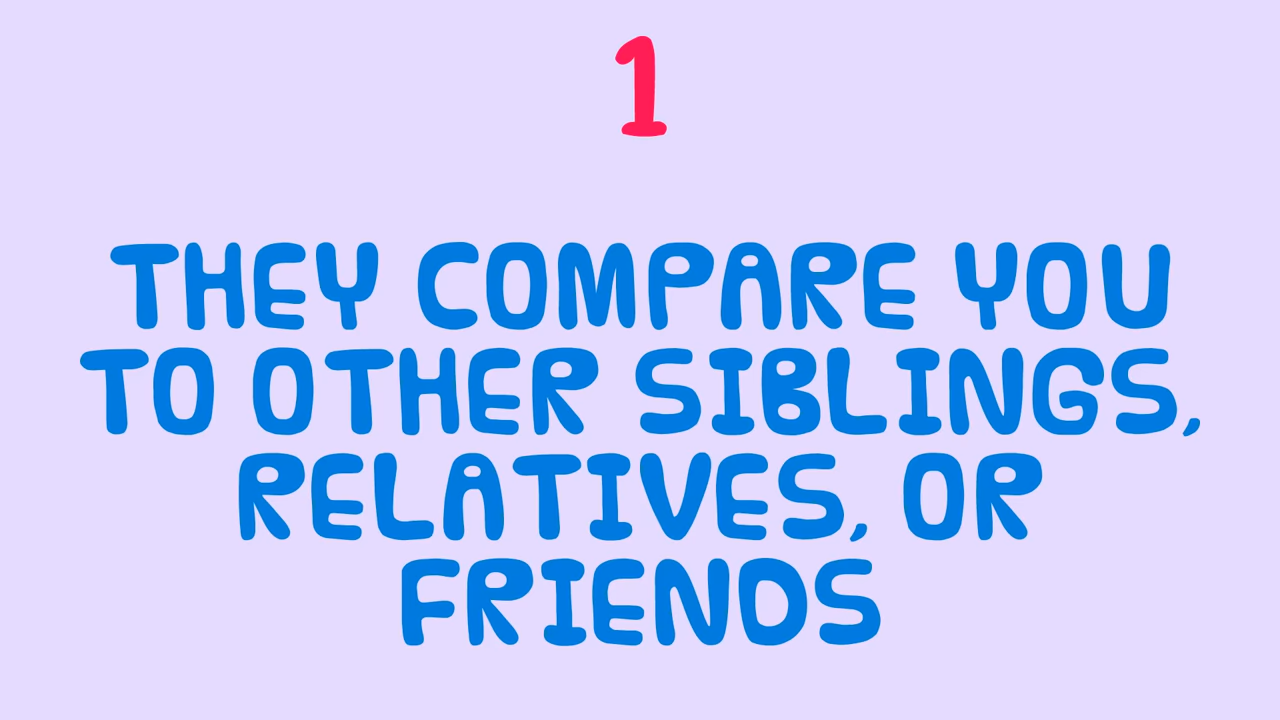 1
THEY COMPARE YOU
TO OTHER SIBLINGS,
RELATIVES, OR
FRIENDS